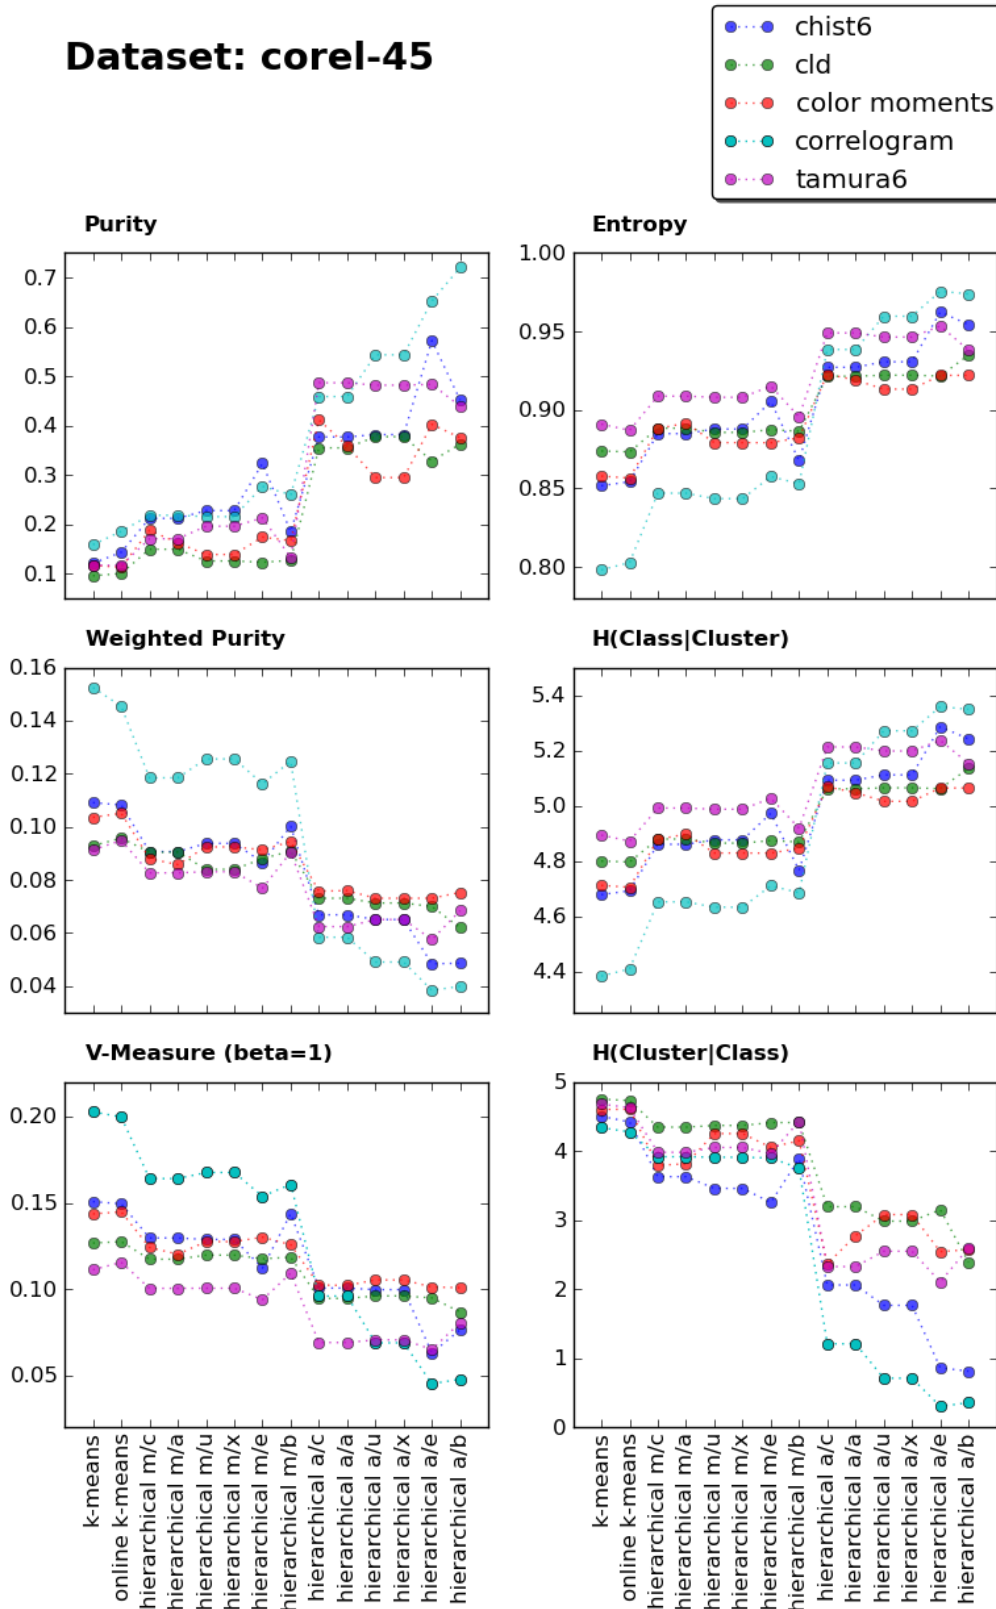 Dataset: corel-45
chist6
cld
color moments
correlogram
tamura6
Purity
0.7
0.6
0.5
0.4
0.3
0.2
0.1
Entropy
1.00
0.95
0.90
0.85
0.80
Weighted Purity
0.16
0.14
0.12
0.10
0.08
0.06
0.04
H(Class|Cluster)
5.4
5.2
5.0
4.8
4.6
4.4
V-Measure (beta=1)
0.20
0.15
0.10
0.05
H(Cluster|Class)
5
4
3
2
1
0
k-means
online k-means
hierarchical m/c
hierarchical m/a
hierarchical m/u
hierarchical m/x
hierarchical m/e
hierarchical m/b
hierarchical a/c
hierarchical a/a
hierarchical a/u
hierarchical a/x
hierarchical a/e
hierarchical a/b
k-means
online k-means
hierarchical m/c
hierarchical m/a
hierarchical m/u
hierarchical m/x
hierarchical m/e
hierarchical m/b
hierarchical a/c
hierarchical a/a
hierarchical a/u
hierarchical a/x
hierarchical a/e
hierarchical a/b